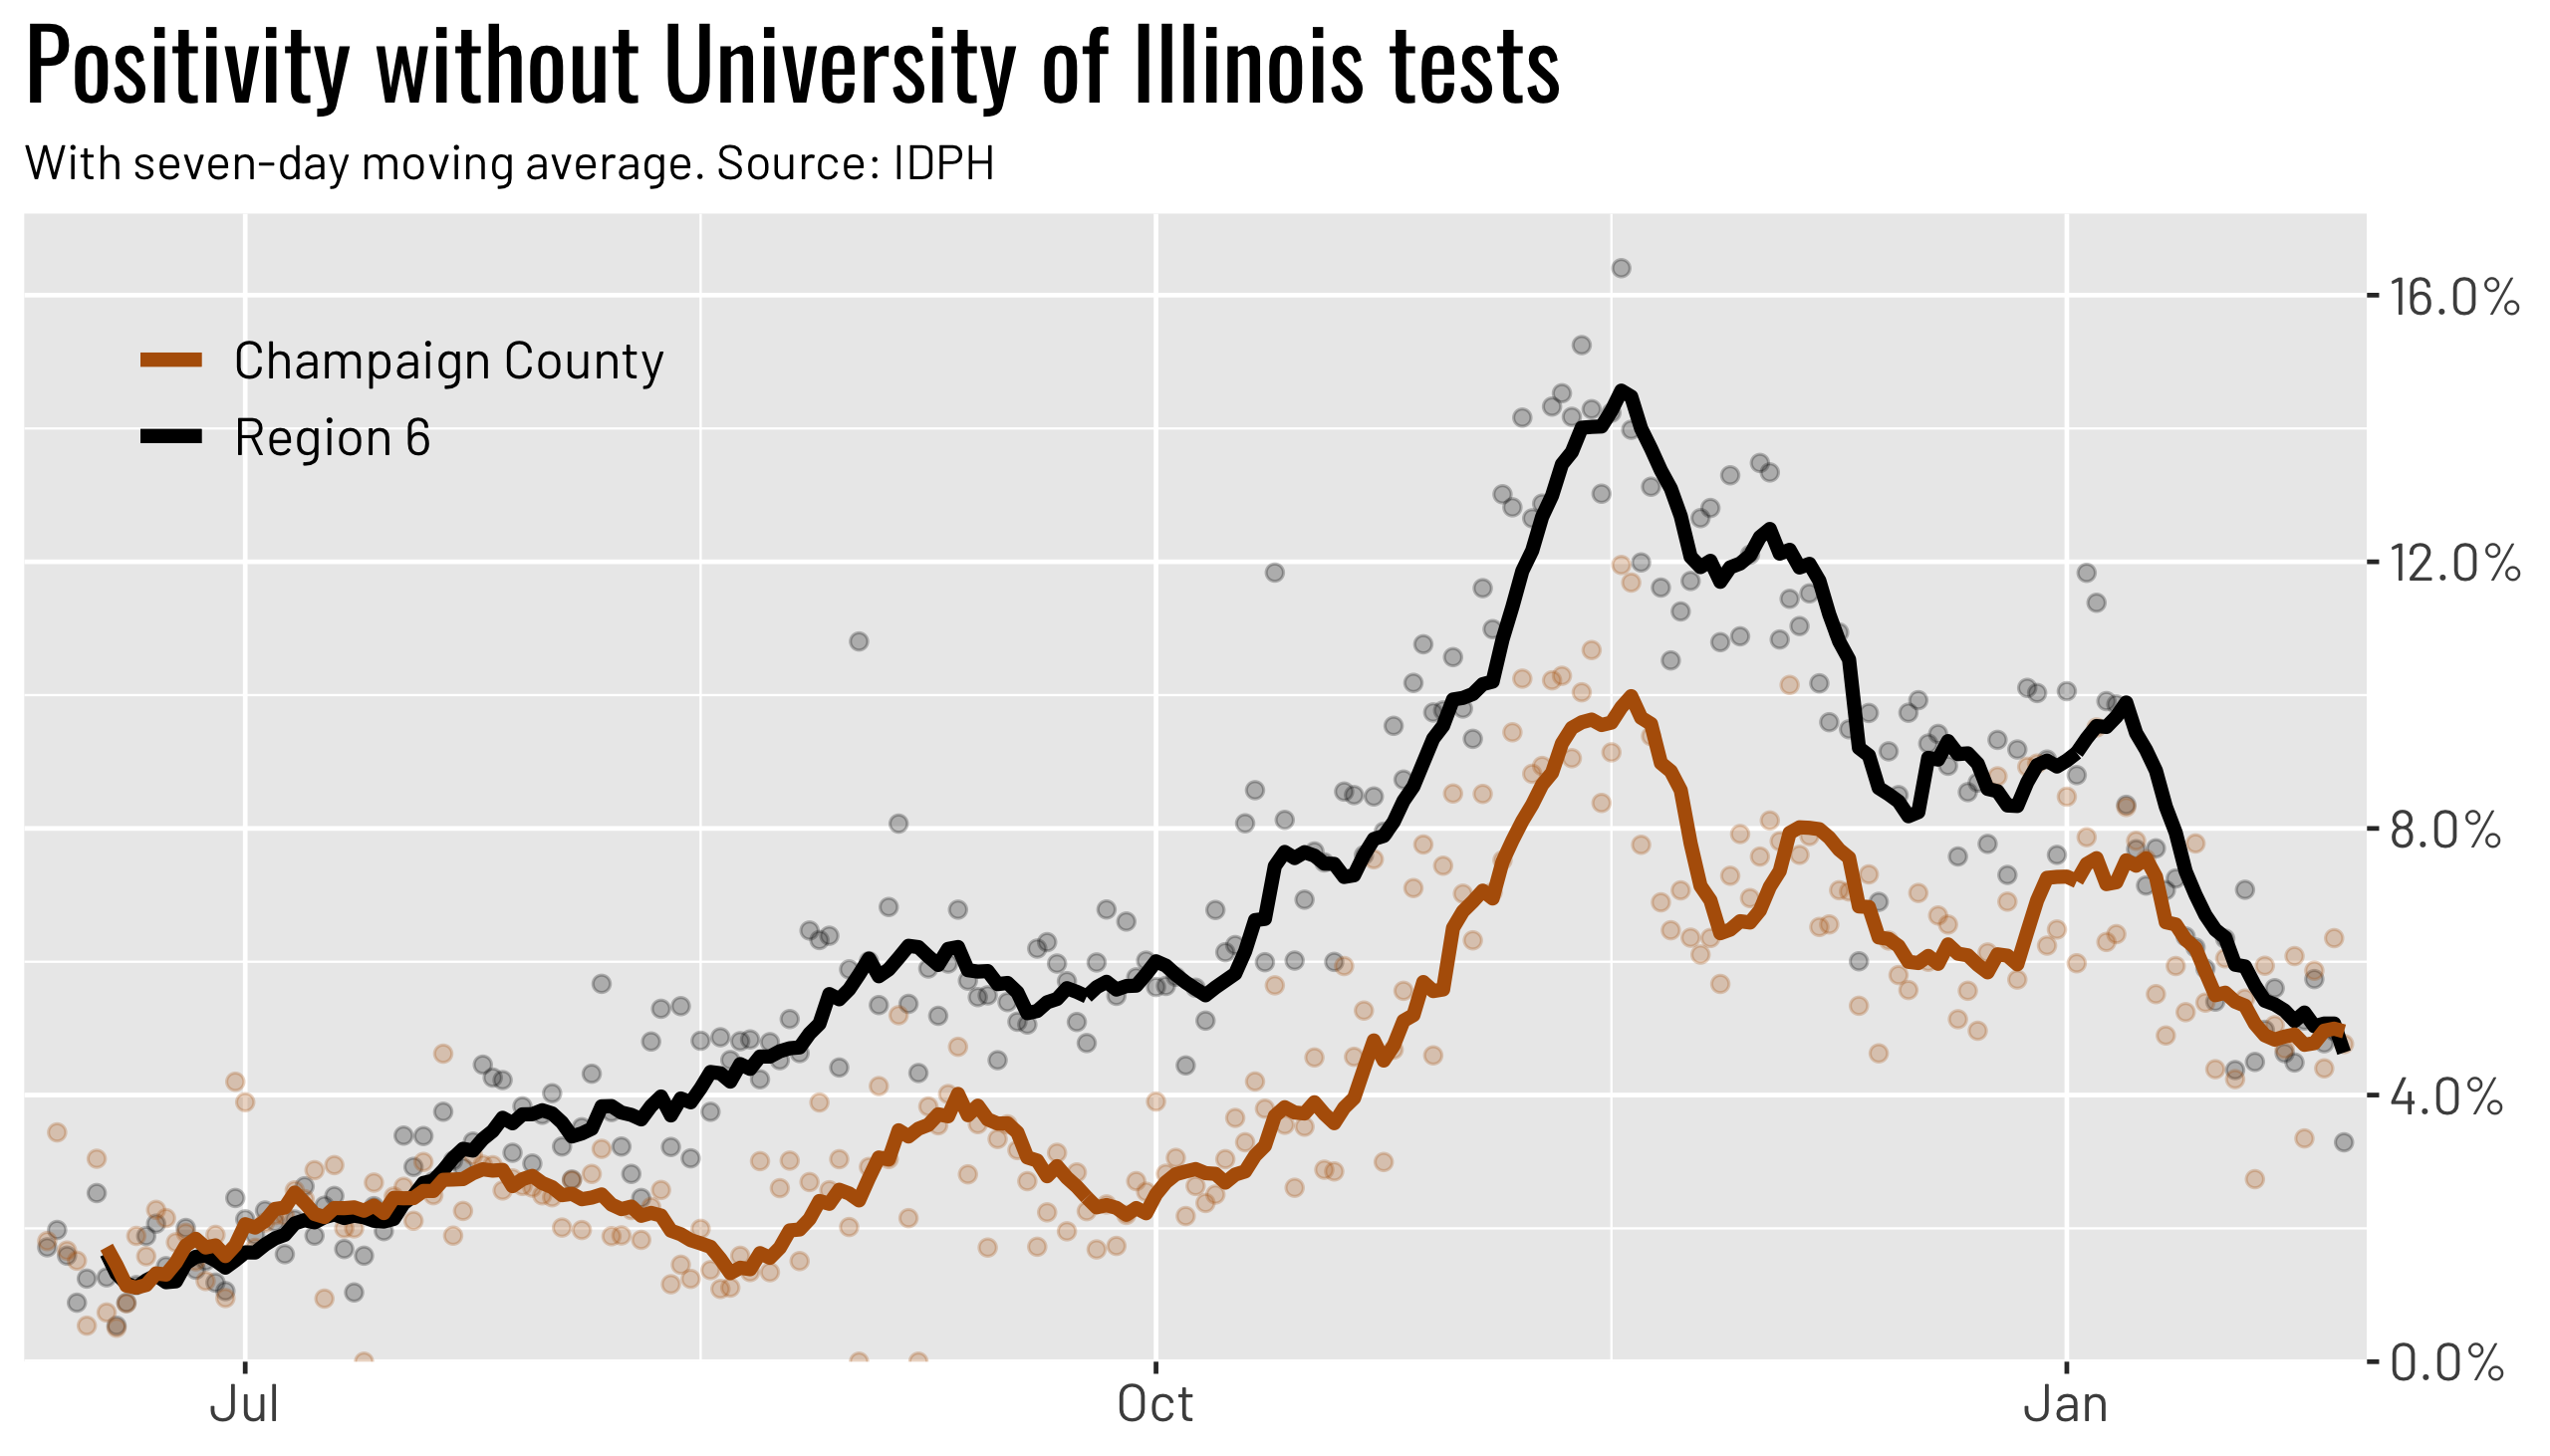 Positivity without University of Illinois tests
With seven-day moving average. Source: IDPH
Champaign County
Region 6
16.0%
12.0%
8.0%
4.0%
0.0%
Jul Oct Jan